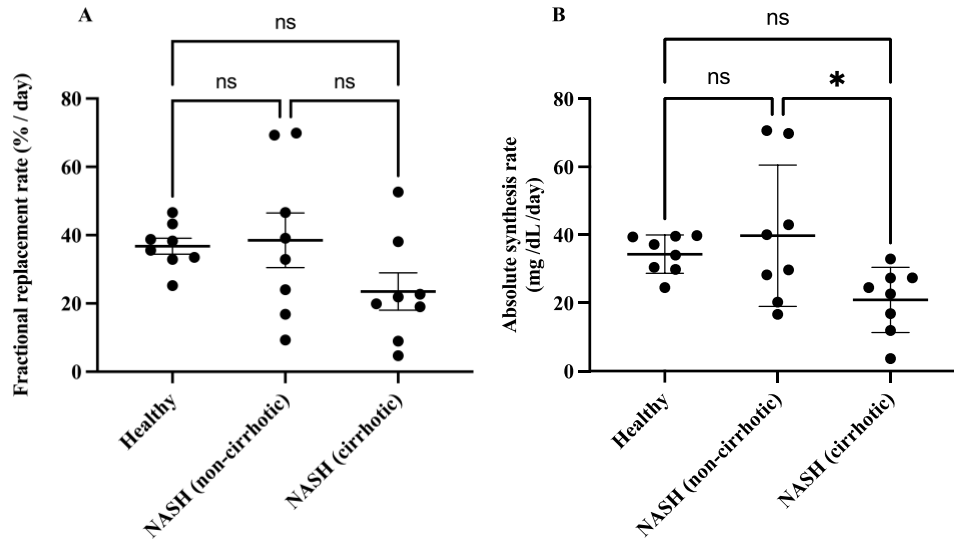 A
ns
ns
ns
Fractional replacement rate (% / day)
80
60
40
20
0
Healthy
NASH (non-cirrhotic)
NASH (cirrhotic)
B
ns
ns
*
Absolute synthesis rate
(mg /dL /day)
80
60
40
20
0
Healthy
NASH (non-cirrhotic)
NASH (cirrhotic)